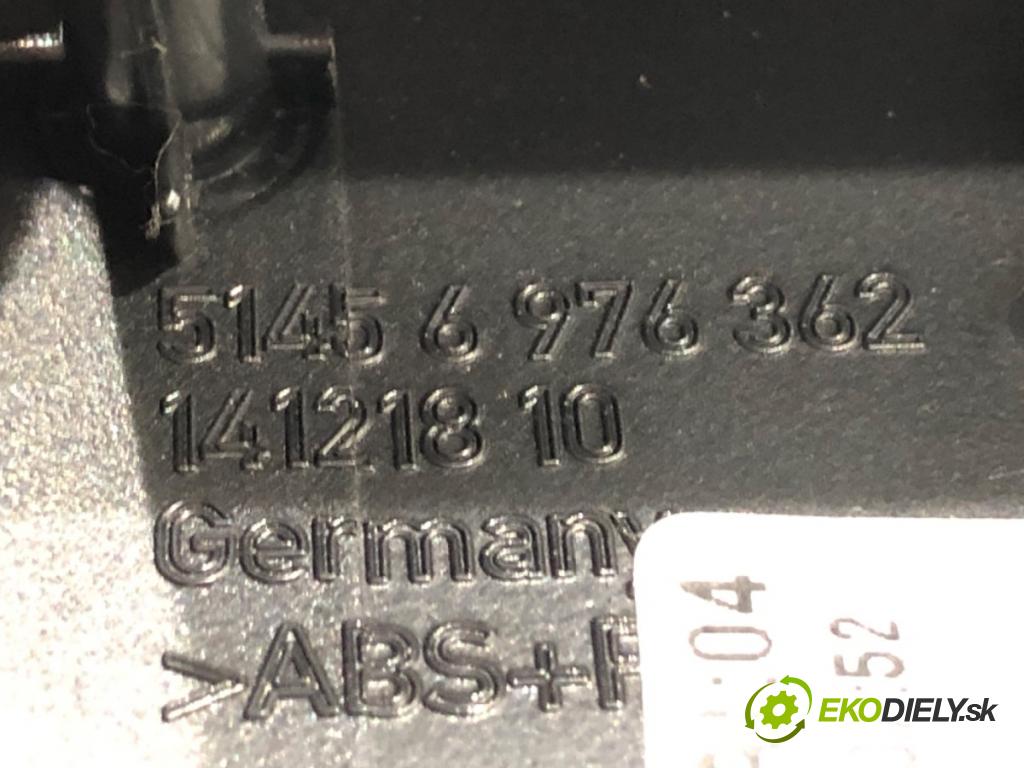 5145 6 976 362
141218 10
Germany
>ABS+P
:04
:52
EKODIELY.sk